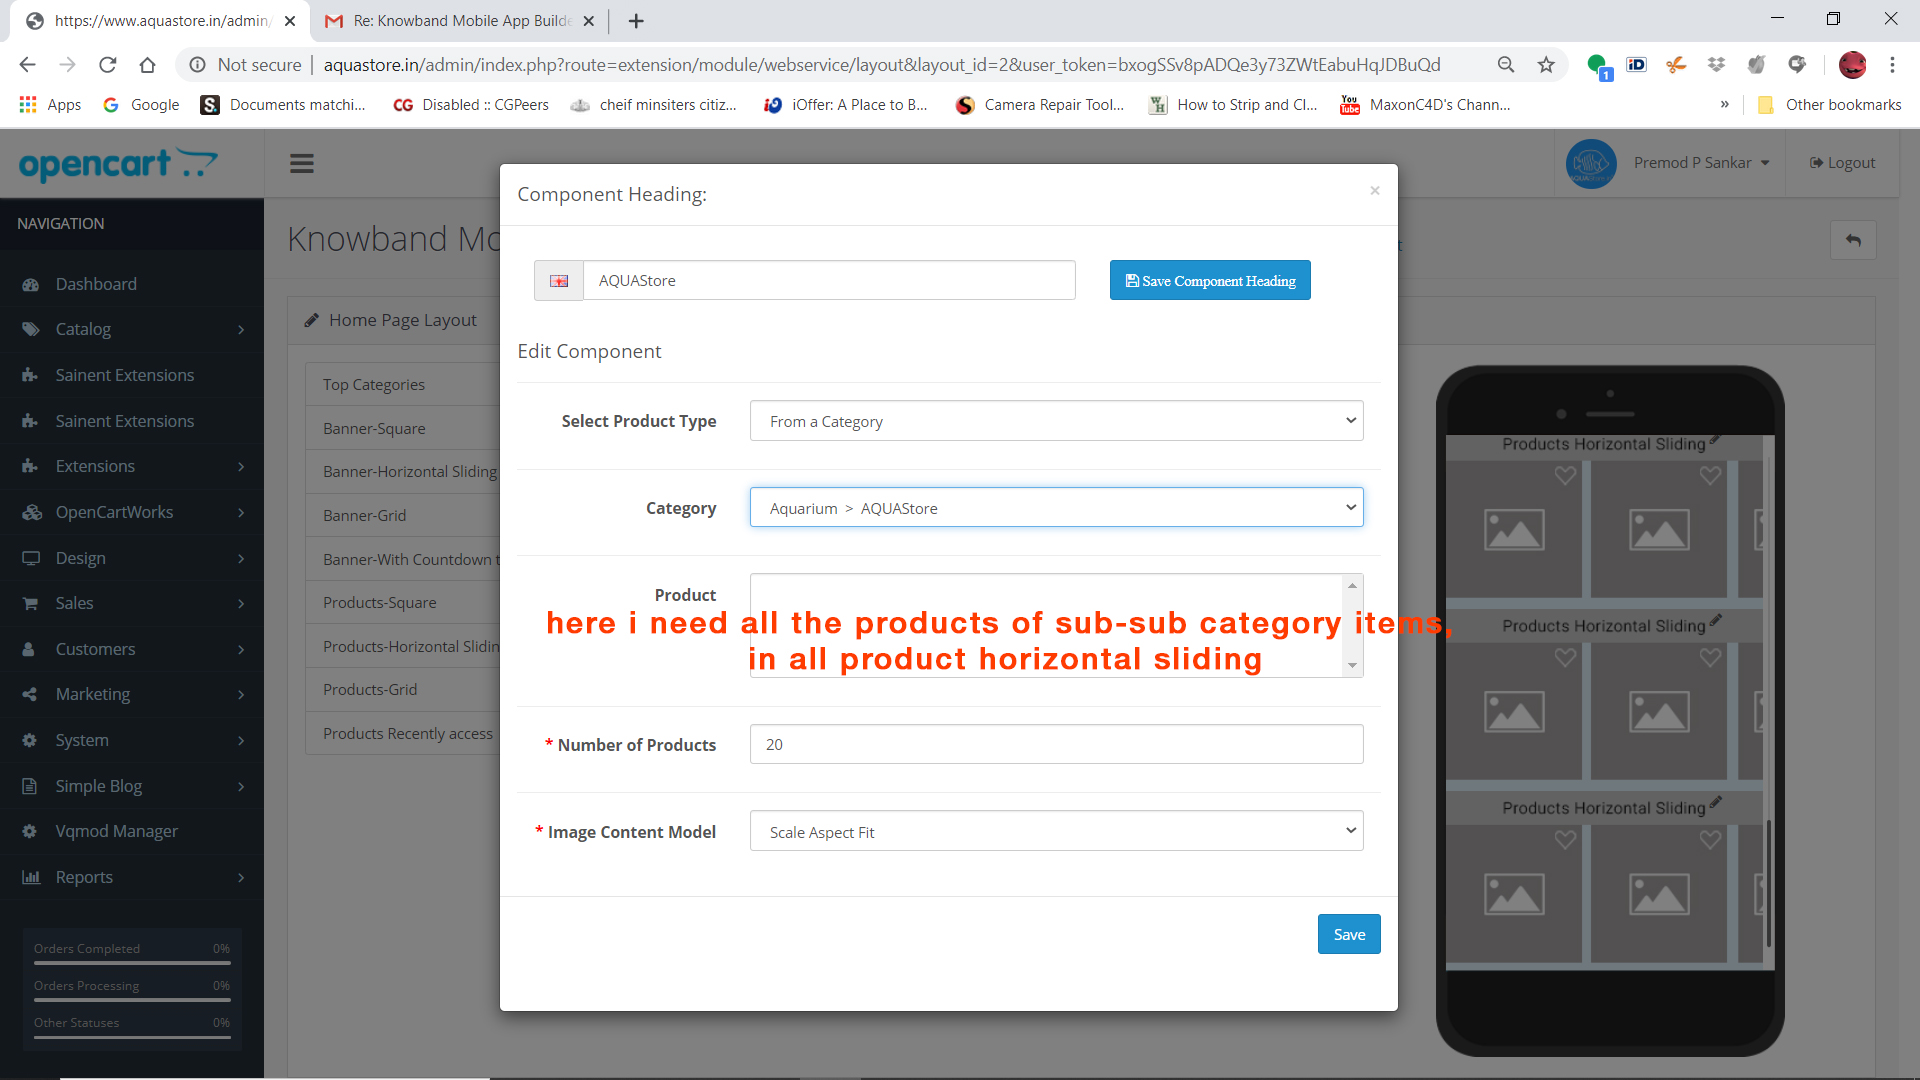 https://www.aquastore.in/admin/
Re: Knowband Mobile App Builde
Not secure
aquastore.in/admin/index.php?route=extension/module/webservice/layout&layout_id=2&user_token=bxogSSv8pADQe3y73ZWtEabuHqJDBuQd
1
Apps
Google
Documents matchi...
Disabled :: CGPeers
cheif minsiters citiz...
iOffer: A Place to B...
Camera Repair Tool...
How to Strip and Cl...
MaxonC4D's Chann...
»
Other bookmarks
opencart
Premod P Sankar
Logout
NAVIGATION
Dashboard
Catalog
Sainent Extensions
Sainent Extensions
Extensions
OpenCartWorks
Design
Sales
Customers
Marketing
System
Simple Blog
Vqmod Manager
Reports
Orders Completed 0%
Orders Processing 0%
Other Statuses 0%
Knowband Mo
Home Page Layout
Top Categories
Banner-Square
Banner-Horizontal Sliding
Banner-Grid
Banner-With Countdown t
Products-Square
Products-Horizontal Slidin
Products-Grid
Products Recently access
Component Heading:
×
AQUAStore
Save Component Heading
Edit Component
Select Product Type
From a Category
Category
Aquarium > AQUAStore
Product
here i need all the products of sub-sub category items,
in all product horizontal sliding
* Number of Products
20
* Image Content Model
Scale Aspect Fit
Save
Products Horizontal Sliding
Products Horizontal Sliding
Products Horizontal Sliding